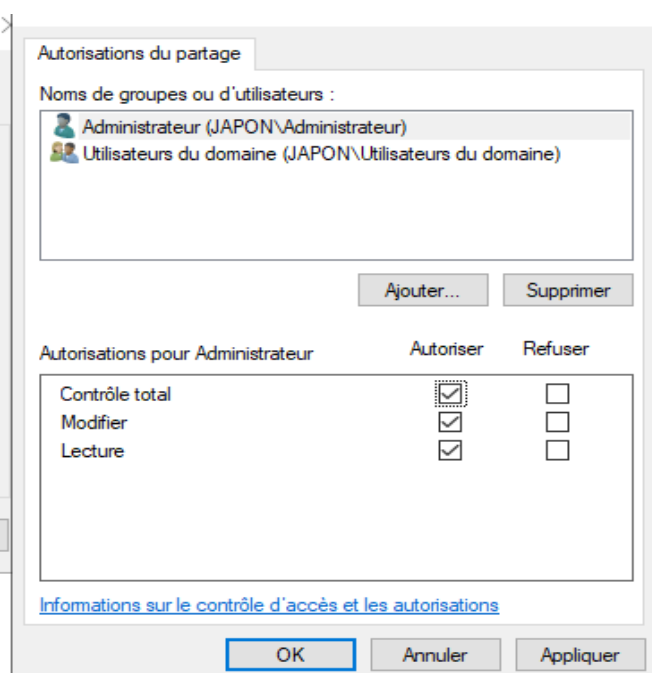 Autorisations du partage
Noms de groupes ou d'utilisateurs :
Administrateur (JAPON\Administrateur)
Utilisateurs du domaine (JAPON\Utilisateurs du domaine)
Ajouter... Supprimer
Autorisations pour Administrateur Autoriser Refuser
Contrôle total
Modifier
Lecture
Informations sur le contrôle d'accès et les autorisations
OK Annuler Appliquer